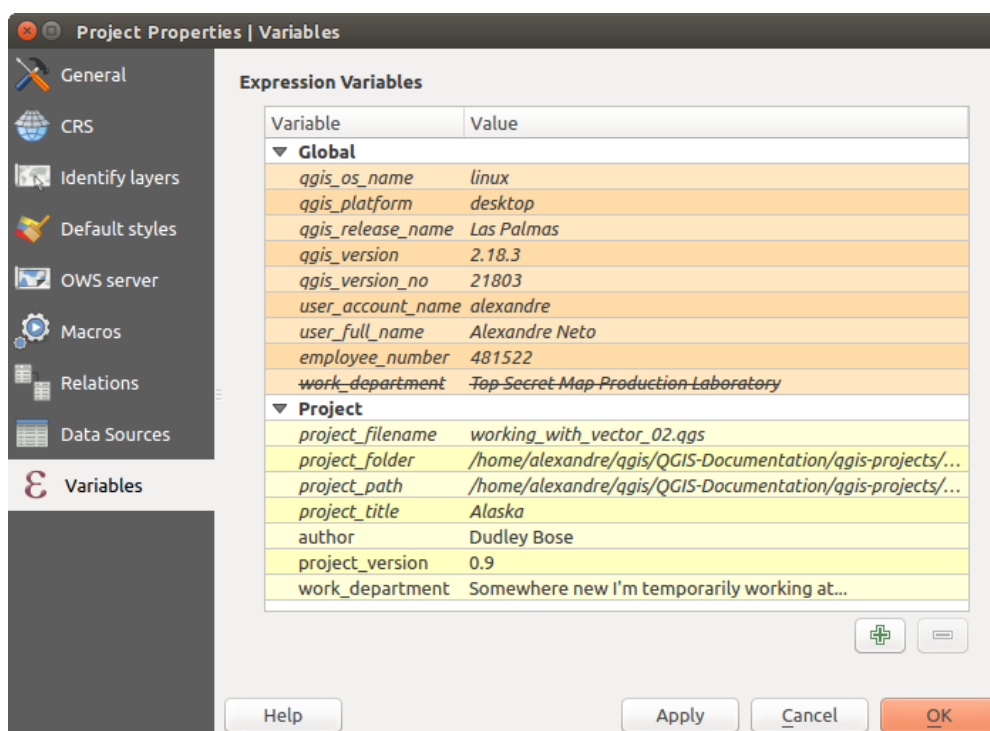 Project Properties | Variables
General
CRS
Identify layers
Default styles
OWS server
Macros
Relations
Data Sources
Variables
Expression Variables
Variable Value
Global
qgis_os_name linux
qgis_platform desktop
qgis_release_name Las Palmas
qgis_version 2.18.3
qgis_version_no 21803
user_account_name alexandre
user_full_name Alexandre Neto
employee_number 481522
work_department Top Secret Map Production Laboratory
Project
project_filename working_with_vector_02.qgs
project_folder /home/alexandre/qgis/QGIS-Documentation/qgis-projects/...
project_path /home/alexandre/qgis/QGIS-Documentation/qgis-projects/...
project_title Alaska
author Dudley Bose
project_version 0.9
work_department Somewhere new I'm temporarily working at...
Help Apply Cancel OK